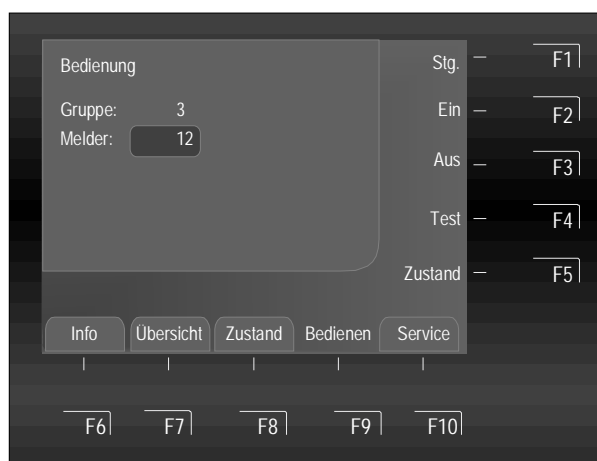 Bedienung
Gruppe: 3
Melder: 12
Stg. F1
Ein F2
Aus F3
Test F4
Zustand F5
Info Übersicht Zustand Bedienen Service
F6 F7 F8 F9 F10